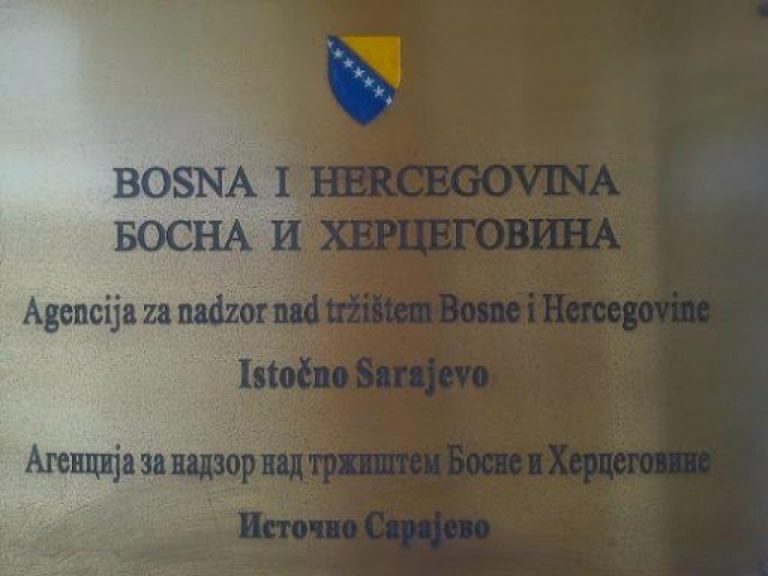 BOSNA I HERCEGOVINA
БОСНА И ХЕРЦЕГОВИНА
Agencija za nadzor nad tržištem Bosne i Hercegovine
Istočno Sarajevo
Агенција за надзор над тржиштем Босне и Херцеговине
Источно Сарајево